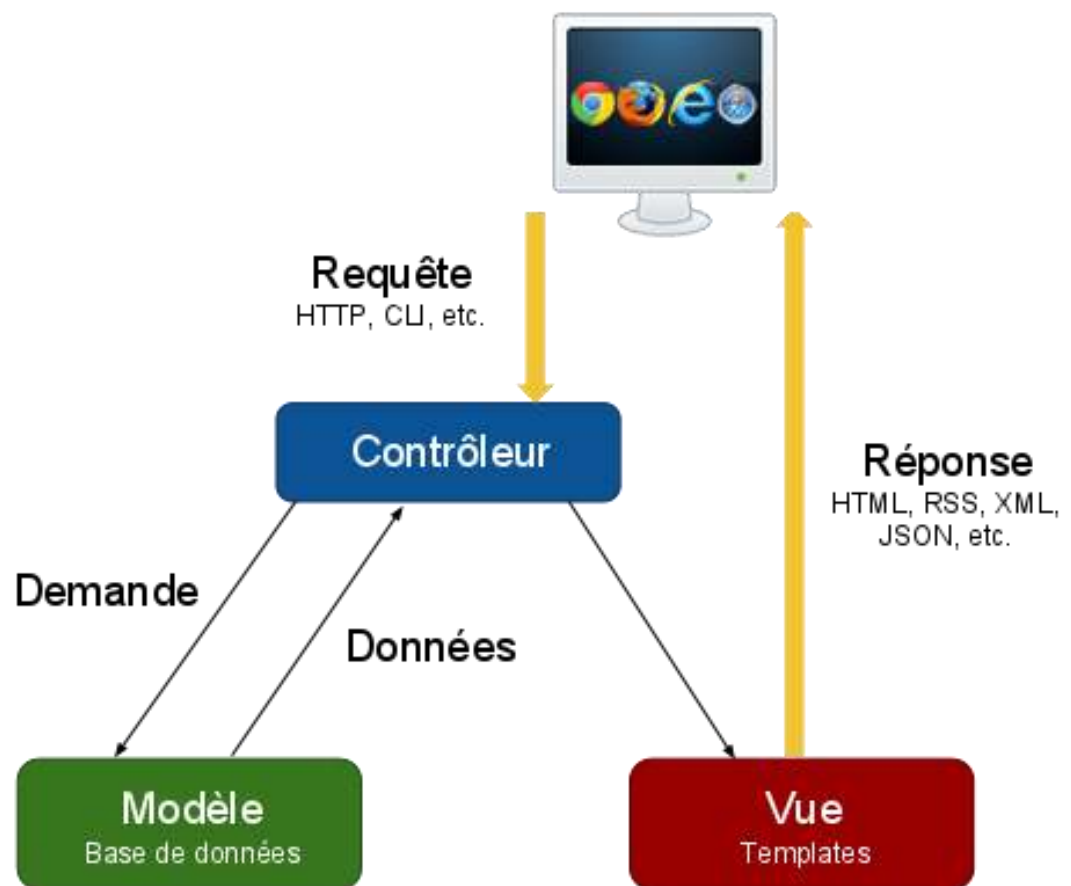 Requête
HTTP, CLI, etc.
Contrôleur
Réponse
HTML, RSS, XML,
JSON, etc.
Demande
Données
Modèle
Base de données
Vue
Templates